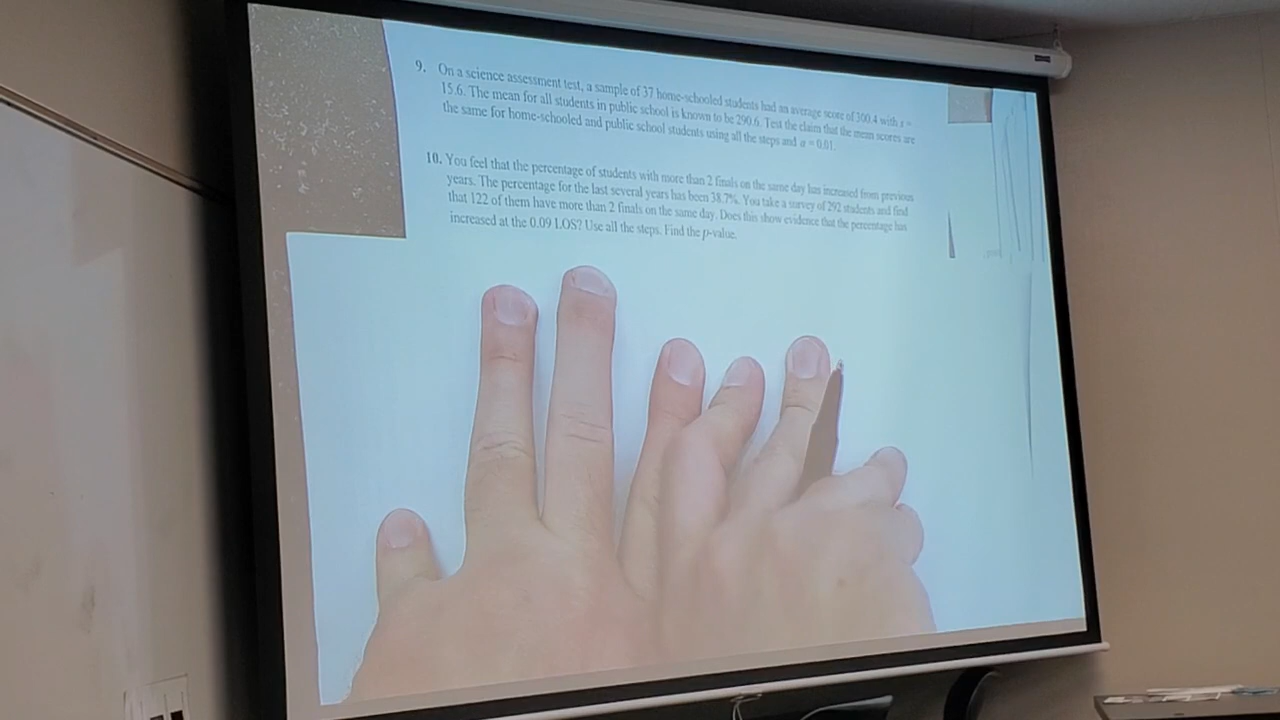 9. On a science assessment test, a sample of 37 home-schooled students had an average score of 300.4 with s =
15.6. The mean for all students in public school is known to be 290.6. Test the claim that the mean scores are
the same for home-schooled and public school students using all the steps and α = 0.01.
10. You feel that the percentage of students with more than 2 finals on the same day has increased from previous
years. The percentage for the last several years has been 38.7%. You take a survey of 292 students and find
that 122 of them have more than 2 finals on the same day. Does this show evidence that the percentage has
increased at the 0.09 LOS? Use all the steps. Find the p-value.